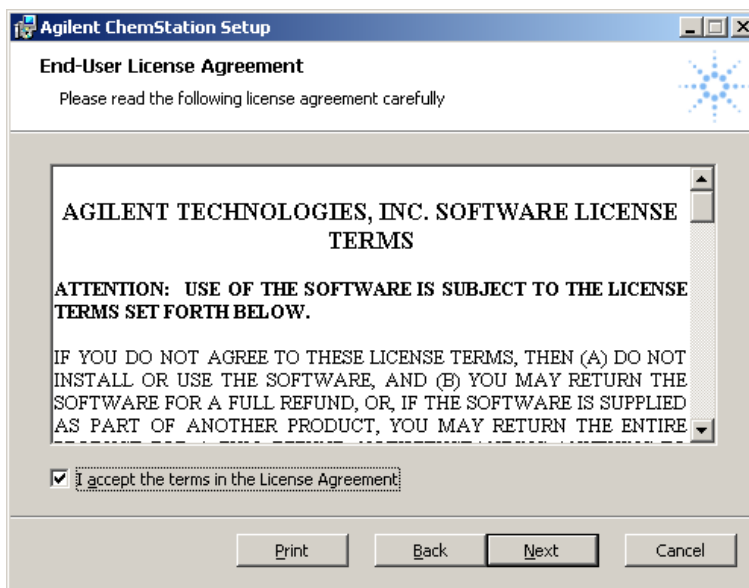 Agilent ChemStation Setup
End-User License Agreement
Please read the following license agreement carefully
AGILENT TECHNOLOGIES, INC. SOFTWARE LICENSE
TERMS
ATTENTION: USE OF THE SOFTWARE IS SUBJECT TO THE LICENSE
TERMS SET FORTH BELOW.
IF YOU DO NOT AGREE TO THESE LICENSE TERMS, THEN (A) DO NOT
INSTALL OR USE THE SOFTWARE, AND (B) YOU MAY RETURN THE
SOFTWARE FOR A FULL REFUND, OR, IF THE SOFTWARE IS SUPPLIED
AS PART OF ANOTHER PRODUCT, YOU MAY RETURN THE ENTIRE
I accept the terms in the License Agreement
Print Back Next Cancel